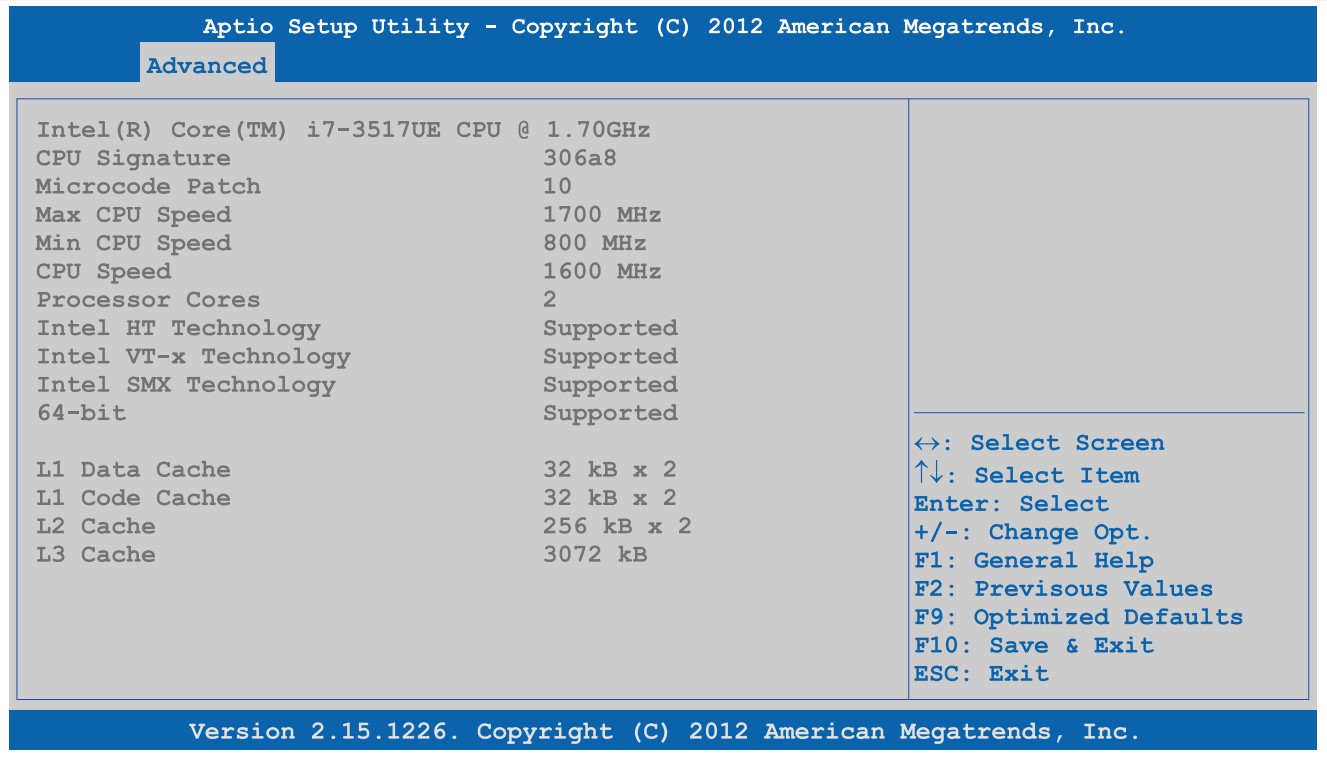 Aptio Setup Utility - Copyright (C) 2012 American Megatrends, Inc.
Advanced
Intel(R) Core(TM) i7-3517UE CPU @ 1.70GHz
CPU Signature 306a8
Microcode Patch 10
Max CPU Speed 1700 MHz
Min CPU Speed 800 MHz
CPU Speed 1600 MHz
Processor Cores 2
Intel HT Technology Supported
Intel VT-x Technology Supported
Intel SMX Technology Supported
64-bit Supported
L1 Data Cache 32 kB x 2
L1 Code Cache 32 kB x 2
L2 Cache 256 kB x 2
L3 Cache 3072 kB
↔: Select Screen
↑↓: Select Item
Enter: Select
+/-: Change Opt.
F1: General Help
F2: Previsous Values
F9: Optimized Defaults
F10: Save & Exit
ESC: Exit
Version 2.15.1226. Copyright (C) 2012 American Megatrends, Inc.